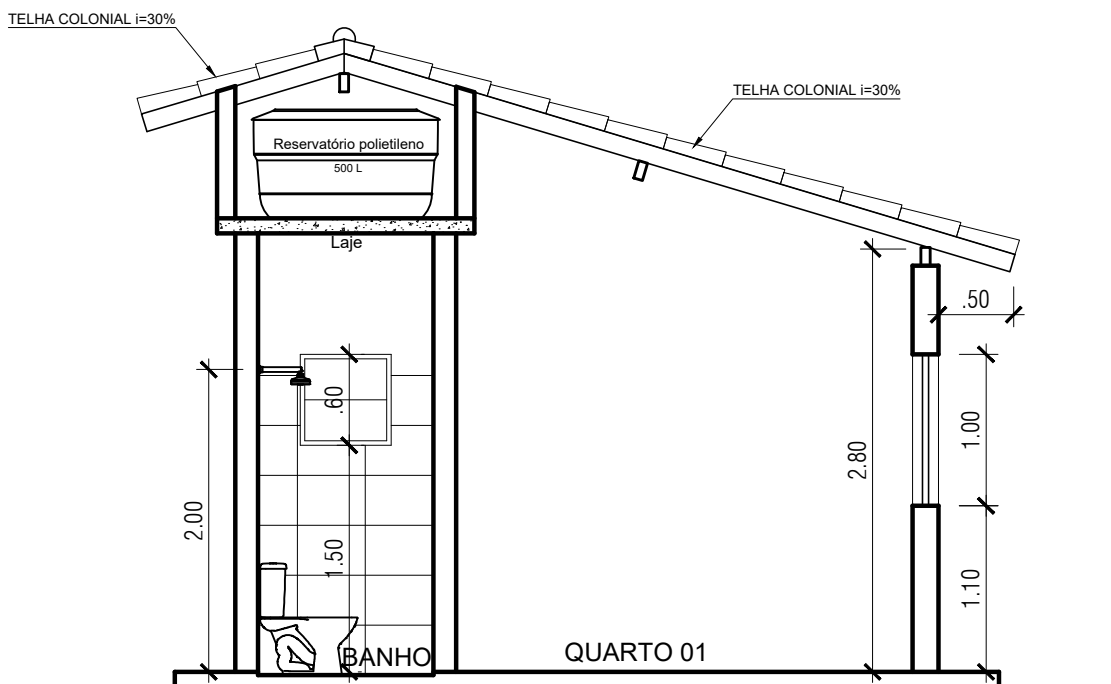 TELHA COLONIAL i=30%
TELHA COLONIAL i=30%
Reservatório polietileno
500 L
Laje
.50
.60
1.00
2.80
2.00
1.50
1.10
BANHO
QUARTO 01